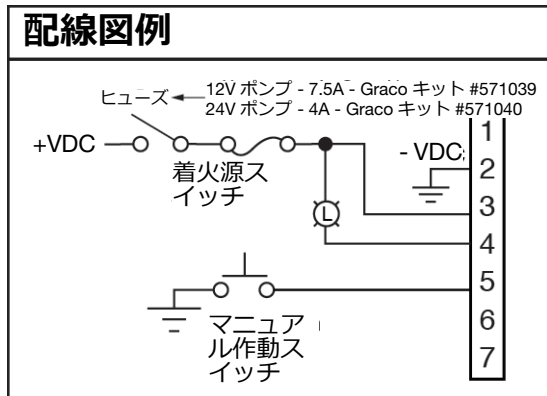 配線図例
ヒューズ
12V ポンプ - 7.5A - Graco キット #571039
24V ポンプ - 4A - Graco キット #571040
+VDC
着火源ス
イッチ
- VDC
L
マニュア
ル作動ス
イッチ
1
2
3
4
5
6
7